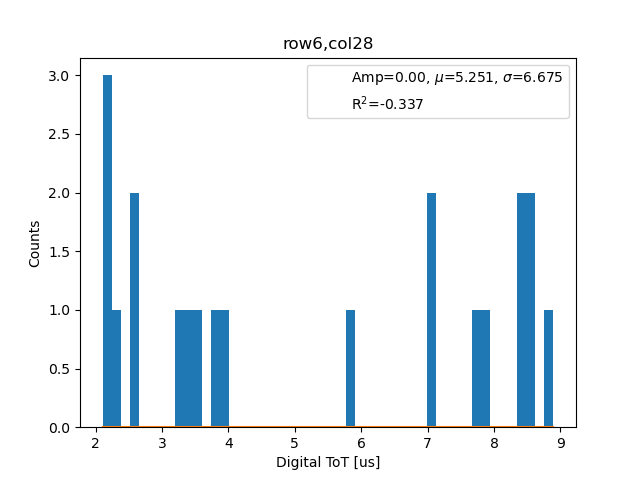 row6,col28
Amp=0.00, μ=5.251, σ=6.675
R²=-0.337
3.0
2.5
2.0
1.5
1.0
0.5
0.0
Counts
2 3 4 5 6 7 8 9
Digital ToT [us]